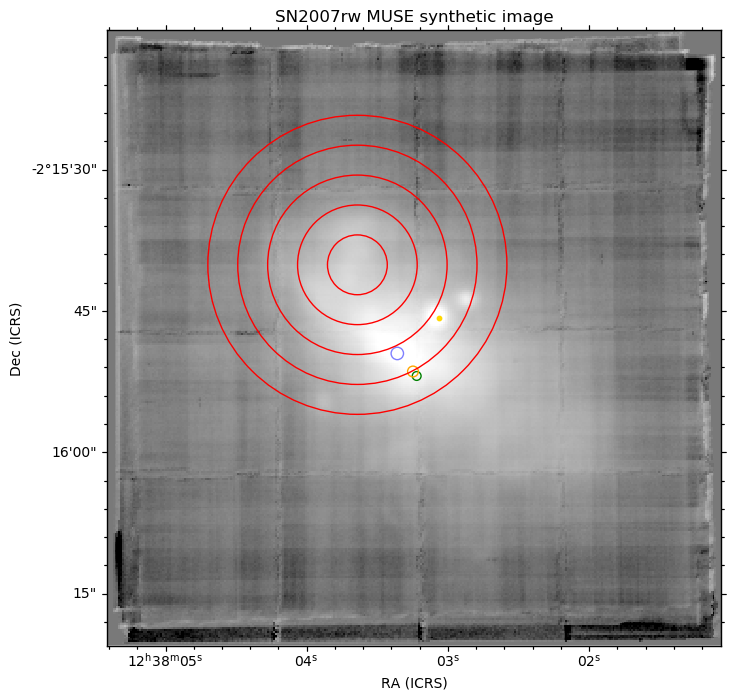 SN2007rw MUSE synthetic image
-2°15'30"
45"
16'00"
15"
Dec (ICRS)
12ʰ38ᵐ05ˢ 04ˢ 03ˢ 02ˢ
RA (ICRS)